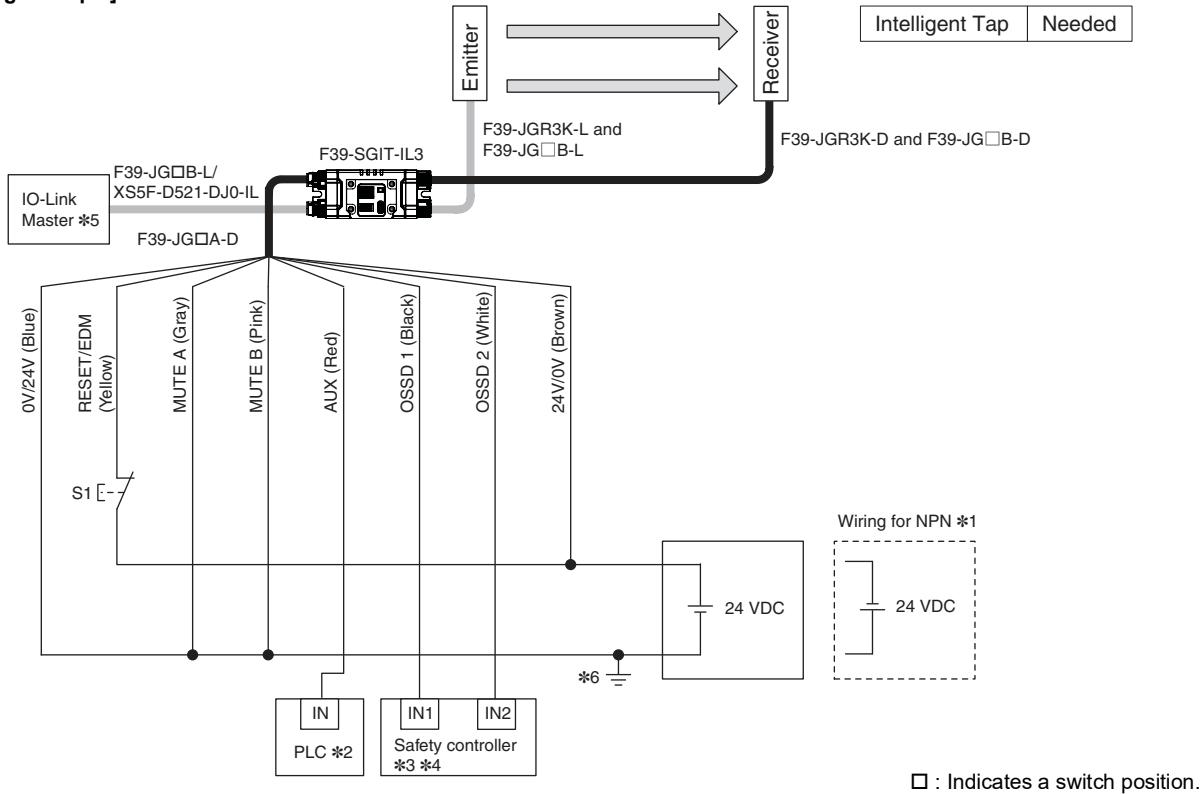 Emitter
Receiver
Intelligent Tap Needed
F39-JGR3K-L and
F39-JG□B-L
F39-JGR3K-D and F39-JG□B-D
F39-SGIT-IL3
F39-JG□B-L/
XS5F-D521-DJ0-IL
IO-Link
Master ✻5
F39-JG□A-D
0V/24V (Blue)
RESET/EDM
(Yellow)
MUTE A (Gray)
MUTE B (Pink)
AUX (Red)
OSSD 1 (Black)
OSSD 2 (White)
24V/0V (Brown)
S1
Wiring for NPN ✻1
24 VDC
24 VDC
✻6
IN
PLC ✻2
IN1
IN2
Safety controller
✻3 ✻4
□ : Indicates a switch position.